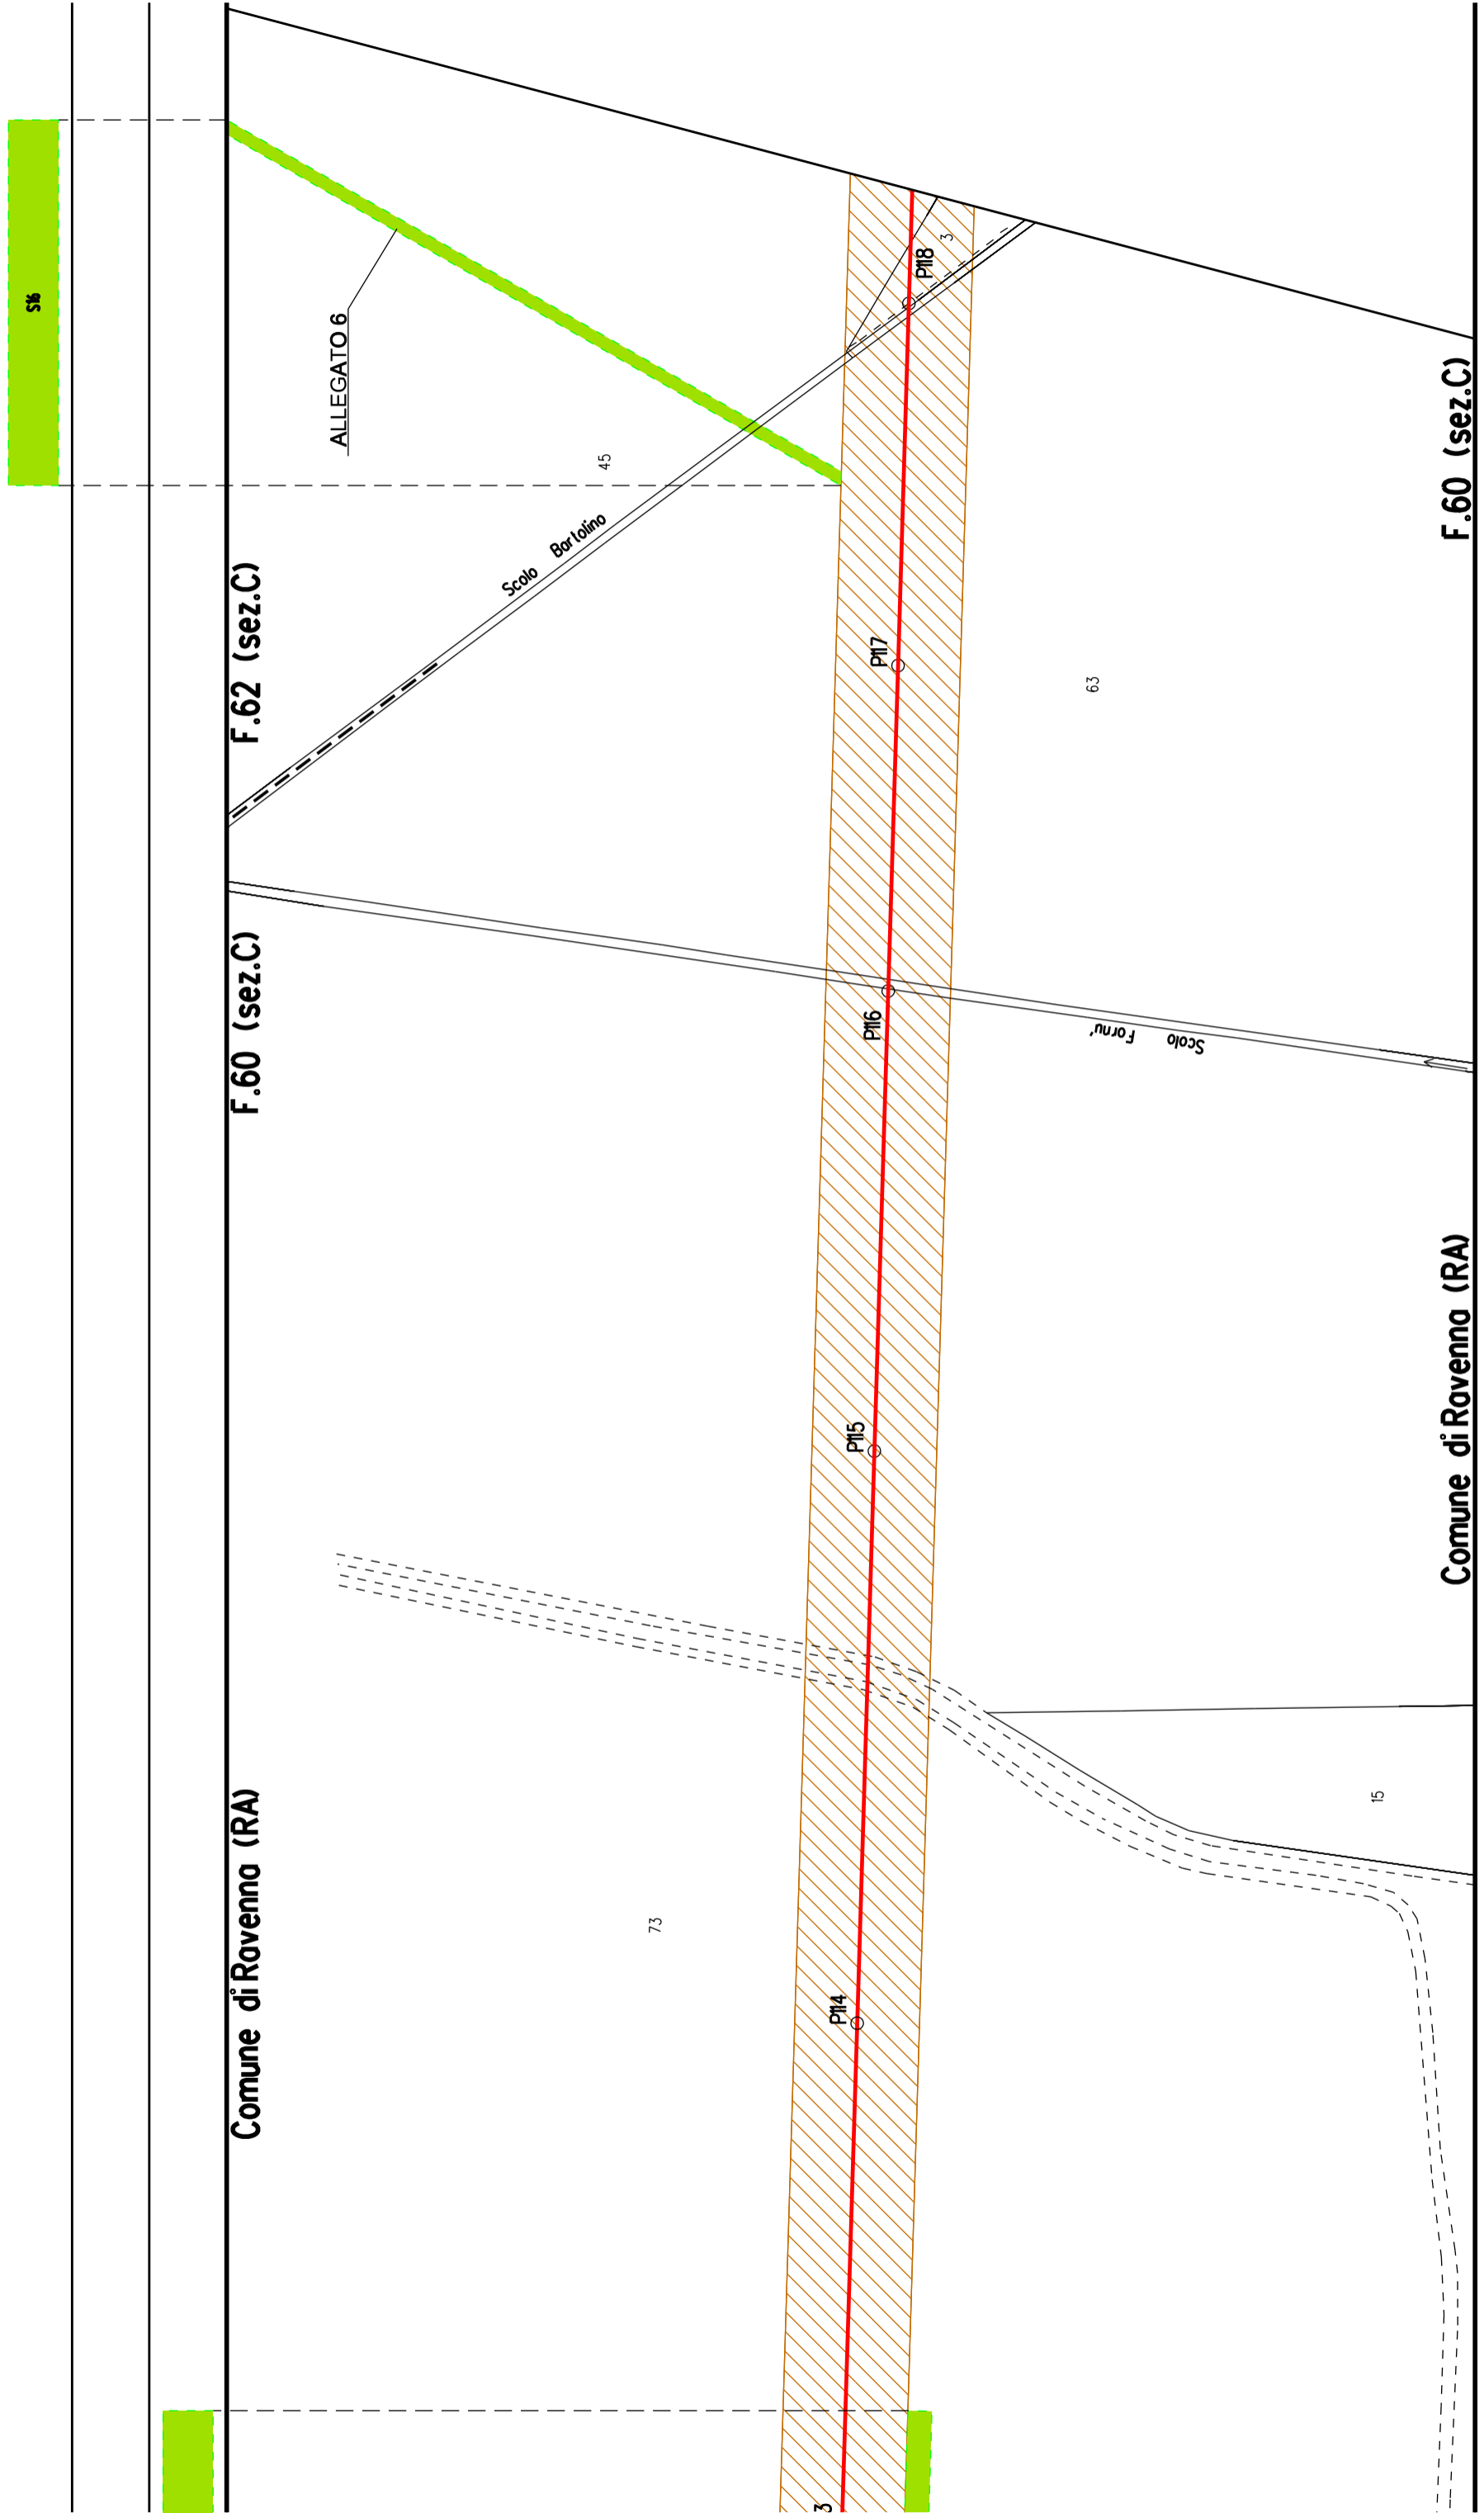 S16
ALLEGATO 6
3
P118
45
F.60 (sez.C)
Scolo Bartolino
F.62 (sez.C)
P117
63
F.60 (sez.C)
P116
Scolo Fornu'
P115
Comune di Ravenna (RA)
15
Comune di Ravenna (RA)
73
P114
3